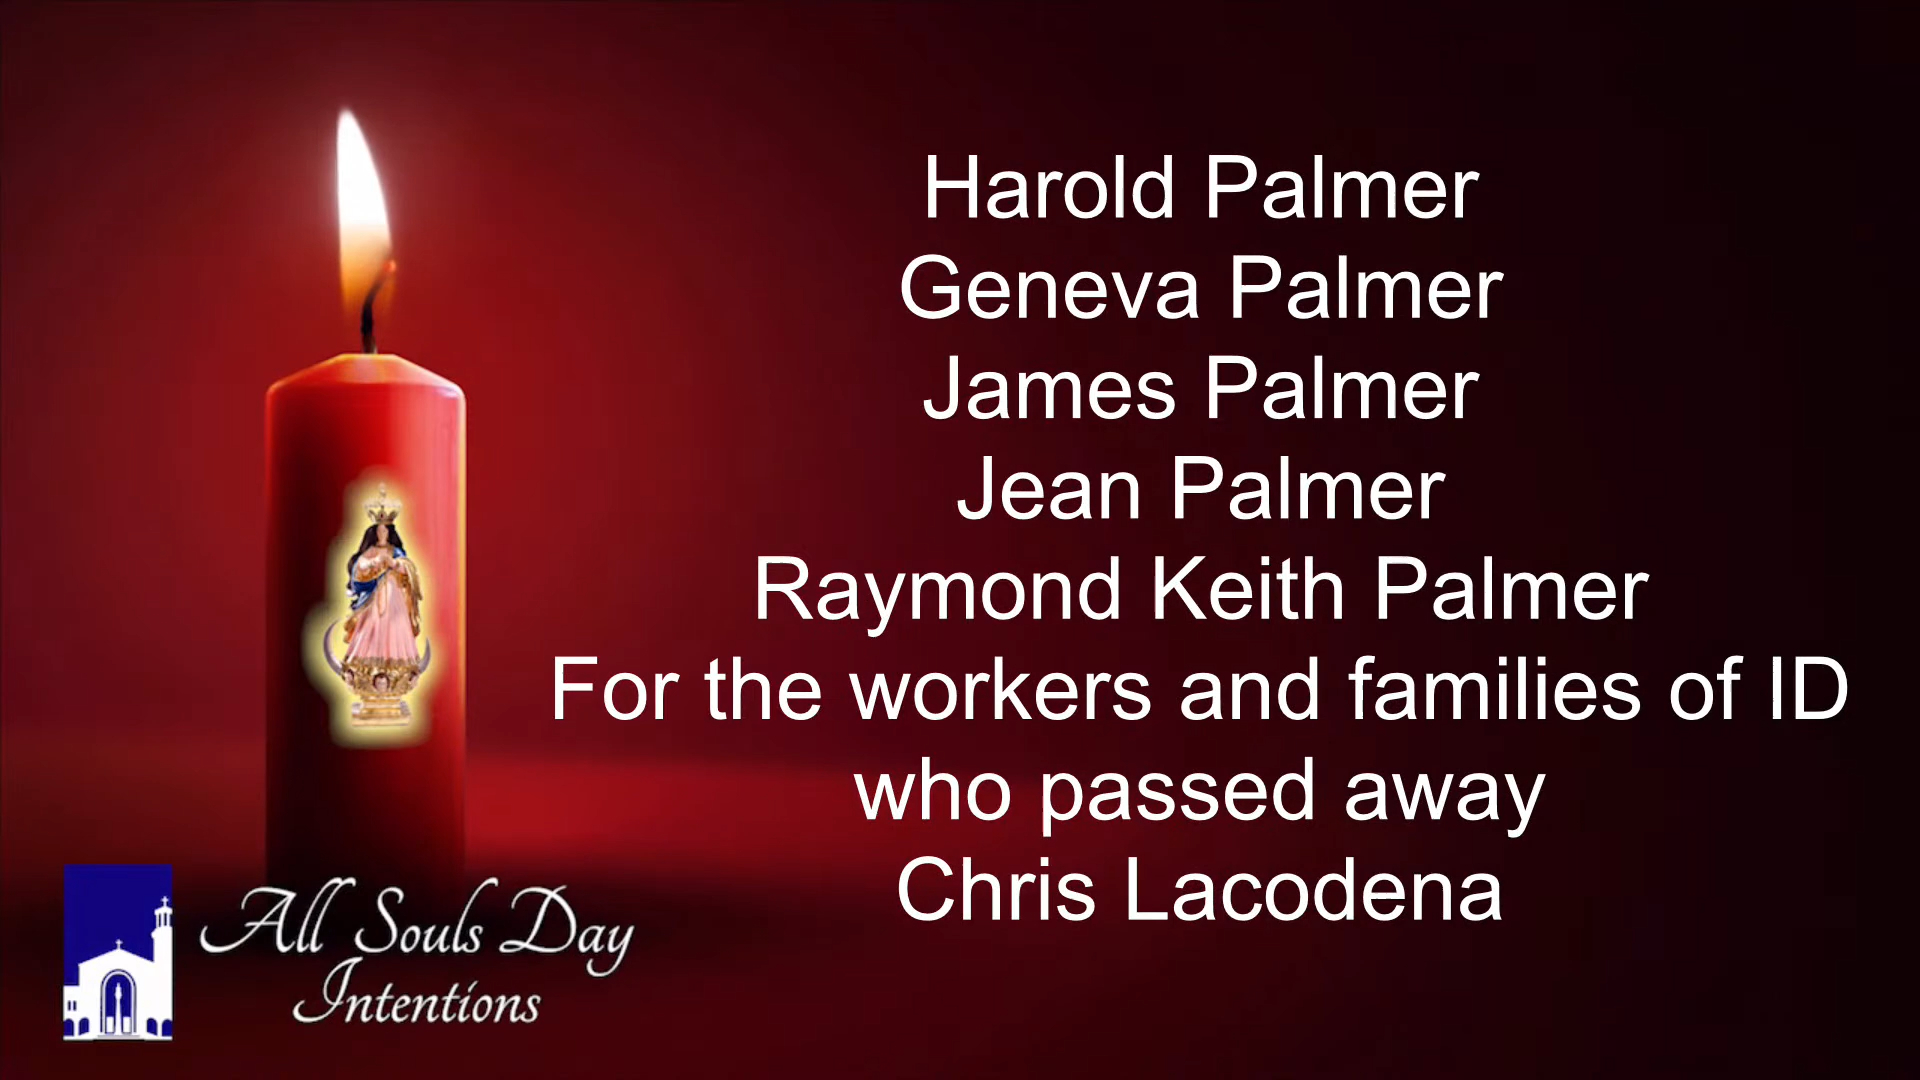 Harold Palmer
Geneva Palmer
James Palmer
Jean Palmer
Raymond Keith Palmer
For the workers and families of ID
who passed away
Chris Lacodena
All Souls Day
Intentions